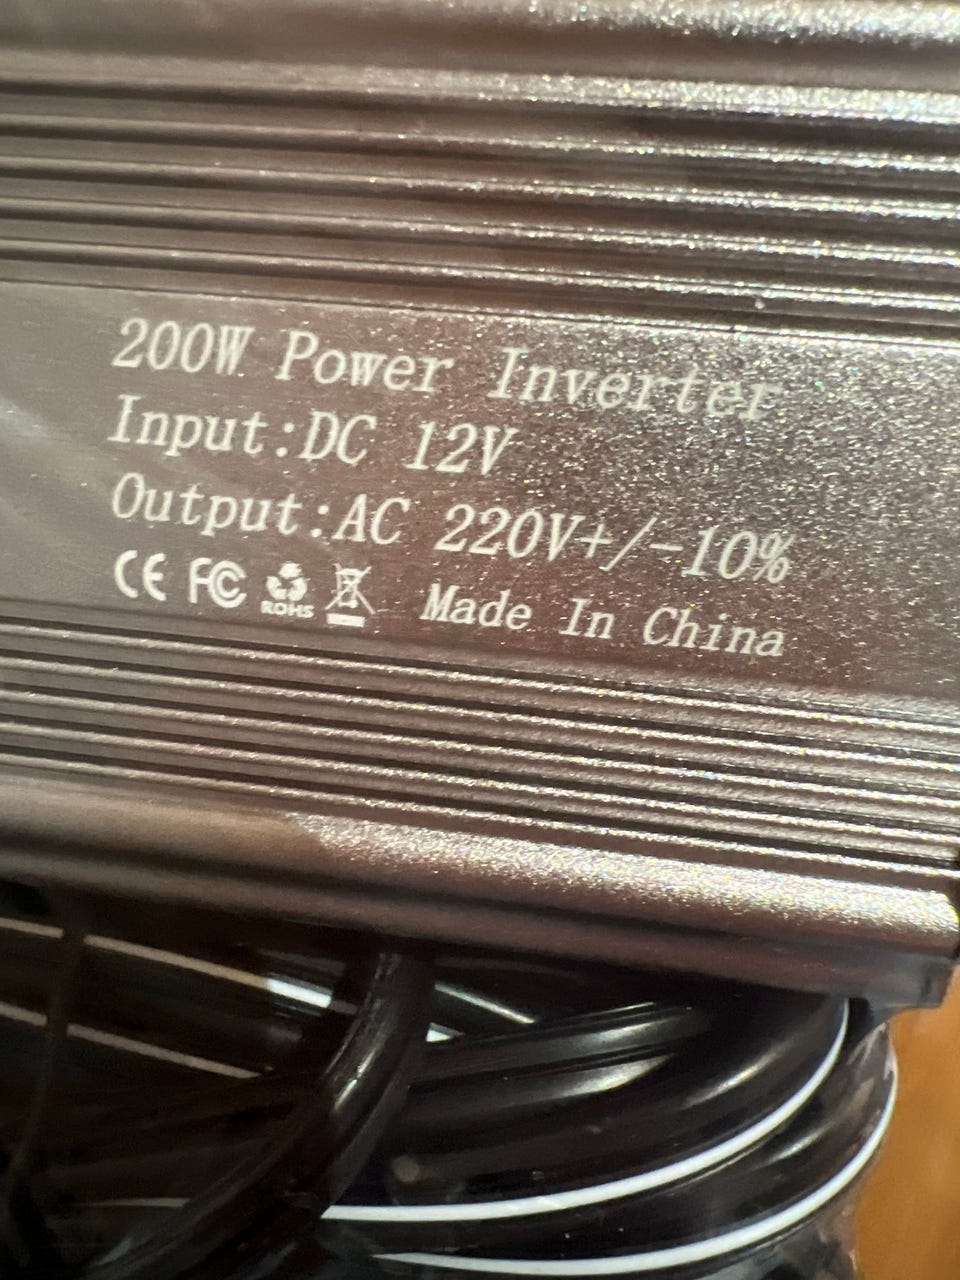 200W Power Inverter
Input:DC 12V
Output:AC 220V+/-10%
CE FC ROHS Made In China